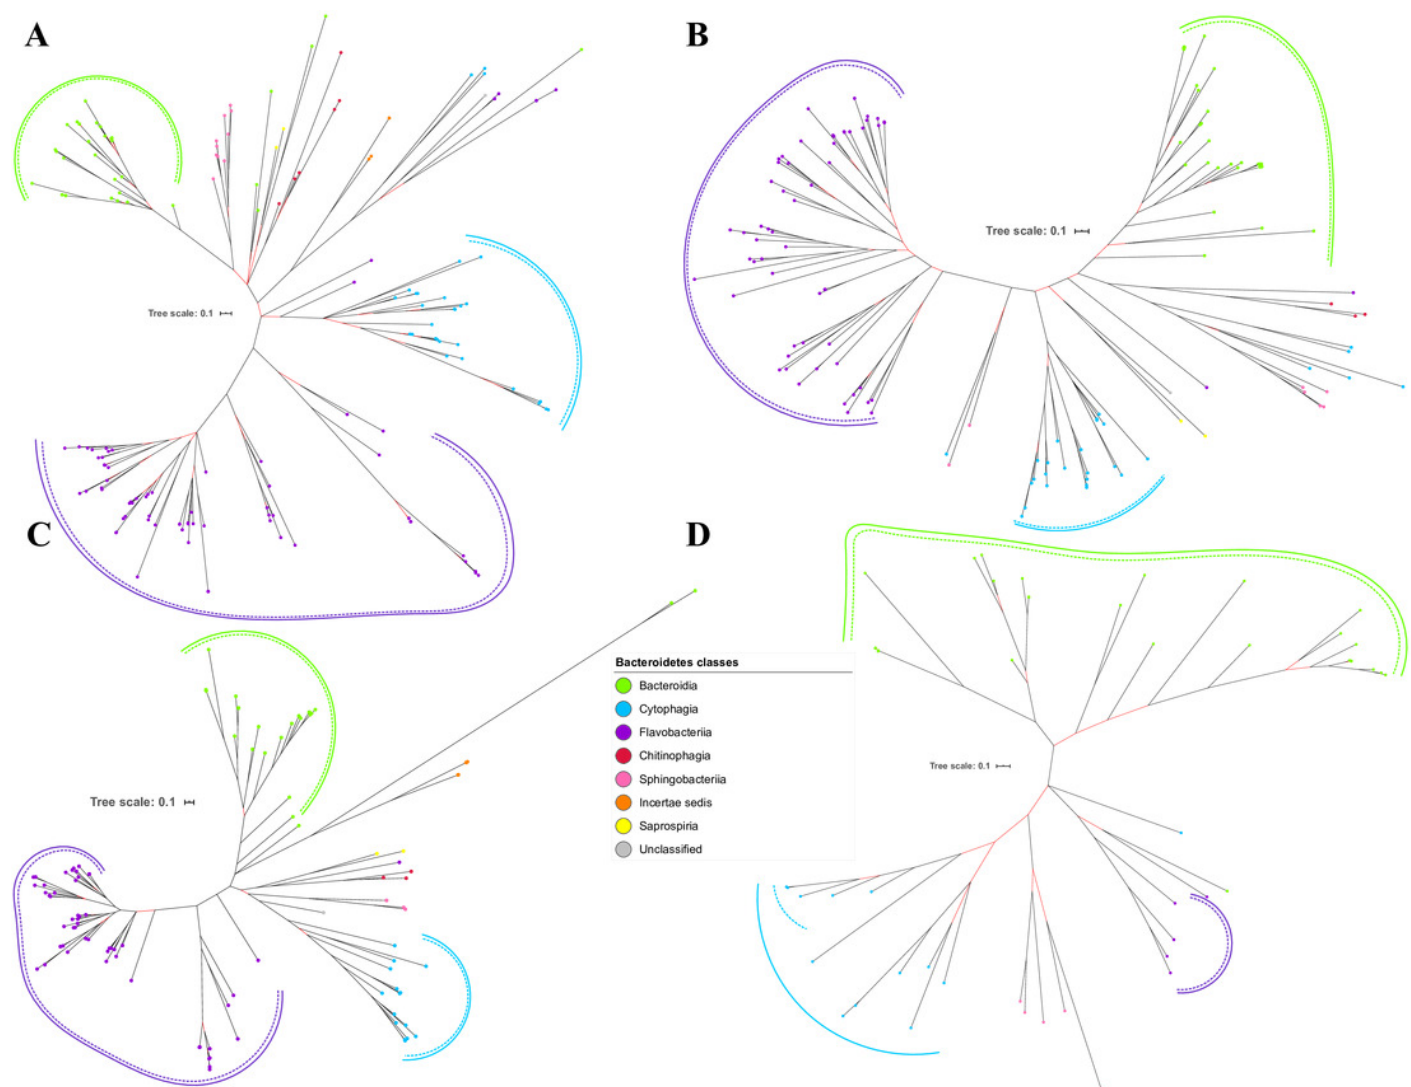 A
B
Tree scale: 0.1
Tree scale: 0.1
C
D
Bacteroidetes classes
Bacteroidia
Cytophagia
Flavobacteriia
Chitinophagia
Sphingobacteriia
Incertae sedis
Saprospiria
Unclassified
Tree scale: 0.1
Tree scale: 0.1